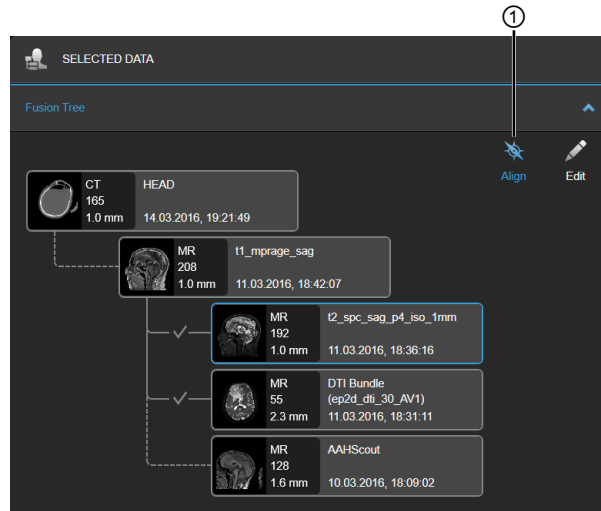 ①
SELECTED DATA
Fusion Tree
Align
Edit
CT
165
1.0 mm
HEAD
14.03.2016, 19:21:49
MR
208
1.0 mm
t1_mprage_sag
11.03.2016, 18:42:07
MR
192
1.0 mm
t2_spc_sag_p4_iso_1mm
11.03.2016, 18:36:16
MR
55
2.3 mm
DTI Bundle
(ep2d_dti_30_AV1)
11.03.2016, 18:31:11
MR
128
1.6 mm
AAHScout
10.03.2016, 18:09:02